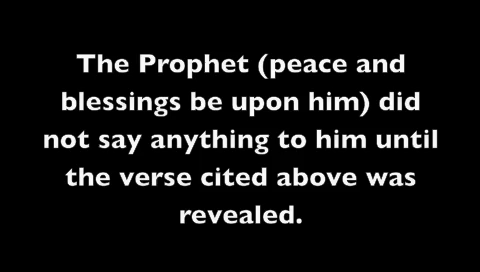 The Prophet (peace and
blessings be upon him) did
not say anything to him until
the verse cited above was
revealed.